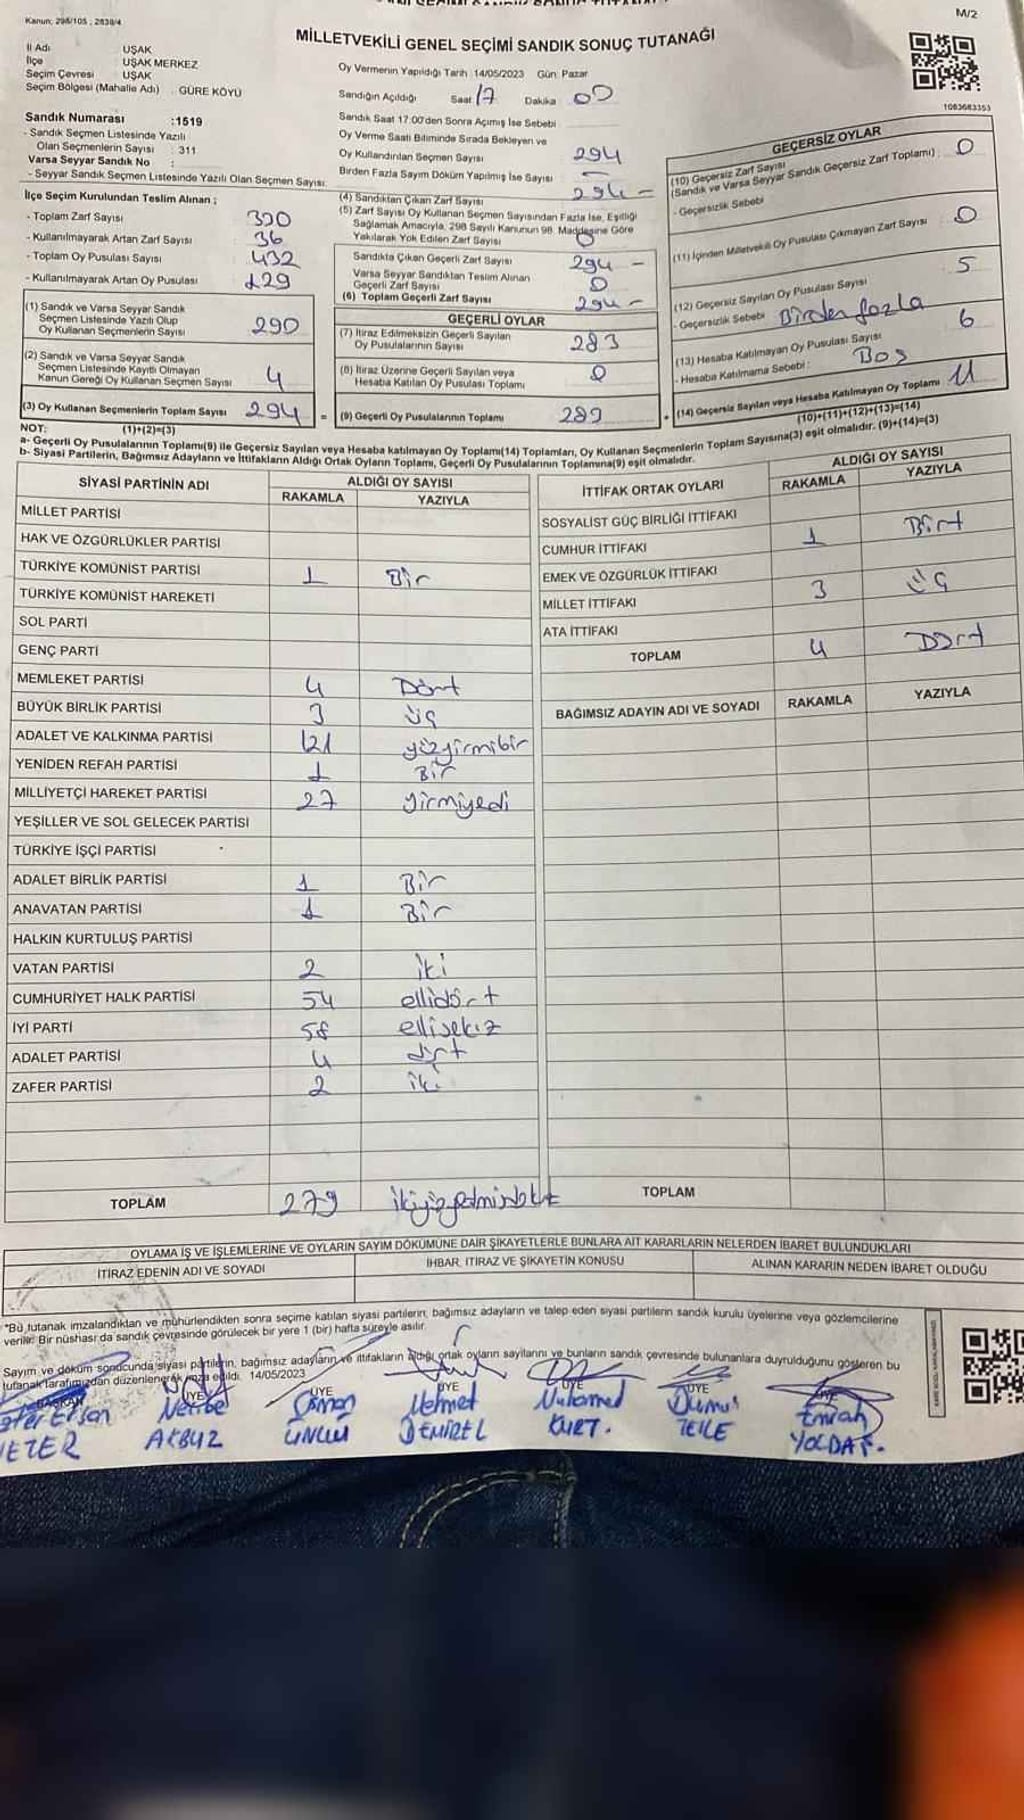 Kanun; 298/105 ; 2839/4
M/2
MİLLETVEKİLİ GENEL SEÇİMİ SANDIK SONUÇ TUTANAĞI
İl Adı UŞAK
İlçe UŞAK MERKEZ
Seçim Çevresi UŞAK
Seçim Bölgesi (Mahalle Adı) . GÜRE KÖYÜ
Sandık Numarası :1519
- Sandık Seçmen Listesinde Yazılı
Olan Seçmenlerin Sayısı : 311
Varsa Seyyar Sandık No :
- Seyyar Sandık Seçmen Listesinde Yazılı Olan Seçmen Sayısı:
Oy Vermenin Yapıldığı Tarih :14/05/2023 Gün: Pazar
Sandığın Açıldığı Saat 17 Dakika 00
Sandık Saat 17:00'den Sonra Açımış İse Sebebi
Oy Verme Saati Bitiminde Sırada Bekleyen ve
Oy Kullandırılan Seçmen Sayısı 294
Birden Fazla Sayım Döküm Yapılmış İse Sayısı -
1083683353
İlçe Seçim Kurulundan Teslim Alınan ;
- Toplam Zarf Sayısı 320
- Kullanılmayarak Artan Zarf Sayısı 36
- Toplam Oy Pusulası Sayısı 432
- Kullanılmayarak Artan Oy Pusulası 129
(1) Sandık ve Varsa Seyyar Sandık
Seçmen Listesinde Yazılı Olup
Oy Kullanan Seçmenlerin Sayısı 290
(2) Sandık ve Varsa Seyyar Sandık
Seçmen Listesinde Kayıtlı Olmayan
Kanun Gereği Oy Kullanan Seçmen Sayısı 4
(3) Oy Kullanan Seçmenlerin Toplam Sayısı 294 =
(4) Sandıktan Çıkan Zarf Sayısı 294 -
(5) Zarf Sayısı Oy Kullanan Seçmen Sayısından Fazla İse, Eşitliği
Sağlamak Amacıyla, 298 Sayılı Kanunun 98. Maddesine Göre
Yakılarak Yok Edilen Zarf Sayısı 0
Sandıkta Çıkan Geçerli Zarf Sayısı 294 -
Varsa Seyyar Sandıktan Teslim Alınan
Geçerli Zarf Sayısı 0
(6) Toplam Geçerli Zarf Sayısı 294 -
GEÇERLİ OYLAR
(7) İtiraz Edilmeksizin Geçerli Sayılan
Oy Pusulalarının Sayısı 283
(8) İtiraz Üzerine Geçerli Sayılan veya
Hesaba Katılan Oy Pusulası Toplamı 0
(9) Geçerli Oy Pusulalarının Toplamı 283 +
GEÇERSİZ OYLAR
(10) Geçersiz Zarf Sayısı
(Sandık ve Varsa Seyyar Sandık Geçersiz Zarf Toplamı) : 0
- Geçersizlik Sebebi
(11) İçinden Milletvekili Oy Pusulası Çıkmayan Zarf Sayısı 0
(12) Geçersiz Sayılan Oy Pusulası Sayısı 5
- Geçersizlik Sebebi Birden fazla
(13) Hesaba Katılmayan Oy Pusulası Sayısı 6
- Hesaba Katılmama Sebebi : Boş
(14) Geçersiz Sayılan veya Hesaba Katılmayan Oy Toplamı 11
(10)+(11)+(12)+(13)=(14)
NOT: (1)+(2)=(3)
a- Geçerli Oy Pusulalarının Toplamı(9) ile Geçersiz Sayılan veya Hesaba katılmayan Oy Toplamı(14) Toplamları, Oy Kullanan Seçmenlerin Toplam Sayısına(3) eşit olmalıdır. (9)+(14)=(3)
b- Siyasi Partilerin, Bağımsız Adayların ve İttifakların Aldığı Ortak Oyların Toplamı, Geçerli Oy Pusulalarının Toplamına(9) eşit olmalıdır.
SİYASİ PARTİNİN ADI ALDIĞI OY SAYISI
RAKAMLA YAZIYLA
MİLLET PARTİSİ
HAK VE ÖZGÜRLÜKLER PARTİSİ
TÜRKİYE KOMÜNİST PARTİSİ 1 Bir
TÜRKİYE KOMÜNİST HAREKETİ
SOL PARTİ
GENÇ PARTİ
MEMLEKET PARTİSİ 4 Dört
BÜYÜK BİRLİK PARTİSİ 3 üç
ADALET VE KALKINMA PARTİSİ 121 yüzyirmibir
YENİDEN REFAH PARTİSİ 1 Bir
MİLLİYETÇİ HAREKET PARTİSİ 27 yirmiyedi
YEŞİLLER VE SOL GELECEK PARTİSİ
TÜRKİYE İŞÇİ PARTİSİ
ADALET BİRLİK PARTİSİ 1 Bir
ANAVATAN PARTİSİ 1 Bir
HALKIN KURTULUŞ PARTİSİ
VATAN PARTİSİ 2 iki
CUMHURİYET HALK PARTİSİ 54 ellidört
İYİ PARTİ 58 ellisekiz
ADALET PARTİSİ 4 dört
ZAFER PARTİSİ 2 iki
TOPLAM 279
İTTİFAK ORTAK OYLARI ALDIĞI OY SAYISI
RAKAMLA YAZIYLA
SOSYALİST GÜÇ BİRLİĞİ İTTİFAKI
CUMHUR İTTİFAKI 1
EMEK VE ÖZGÜRLÜK İTTİFAKI
MİLLET İTTİFAKI 3 üç
ATA İTTİFAKI
TOPLAM 4 Dört
BAĞIMSIZ ADAYIN ADI VE SOYADI RAKAMLA YAZIYLA
TOPLAM
OYLAMA İŞ VE İŞLEMLERİNE VE OYLARIN SAYIM DÖKÜMÜNE DAİR ŞİKAYETLERLE BUNLARA AİT KARARLARIN NELERDEN İBARET BULUNDUKLARI
İTİRAZ EDENİN ADI VE SOYADI İHBAR, İTİRAZ VE ŞİKAYETİN KONUSU ALINAN KARARIN NEDEN İBARET OLDUĞU
*Bu tutanak imzalandıktan ve mühürlendikten sonra seçime katılan siyasi partilerin, bağımsız adayların ve talep eden siyasi partilerin sandık kurulu üyelerine veya gözlemcilerine
verilir. Bir nüshası da sandık çevresinde görülecek bir yere 1 (bir) hafta süreyle asılır.
Sayım ve döküm sonucunda siyasi partilerin, bağımsız adayların ve ittifakların aldığı ortak oyların sayılarını ve bunların sandık çevresinde bulunanlara duyrulduğunu gösteren bu
tutanak tarafımızdan düzenlenerek imza edildi. 14/05/2023
BAŞKAN ÜYE ÜYE ÜYE ÜYE ÜYE ÜYE
Osman Mehmet Muhamed Durmuş Emrah
AKBUZ ÜNLÜ DEMİREL KURT. YOLDAŞ.